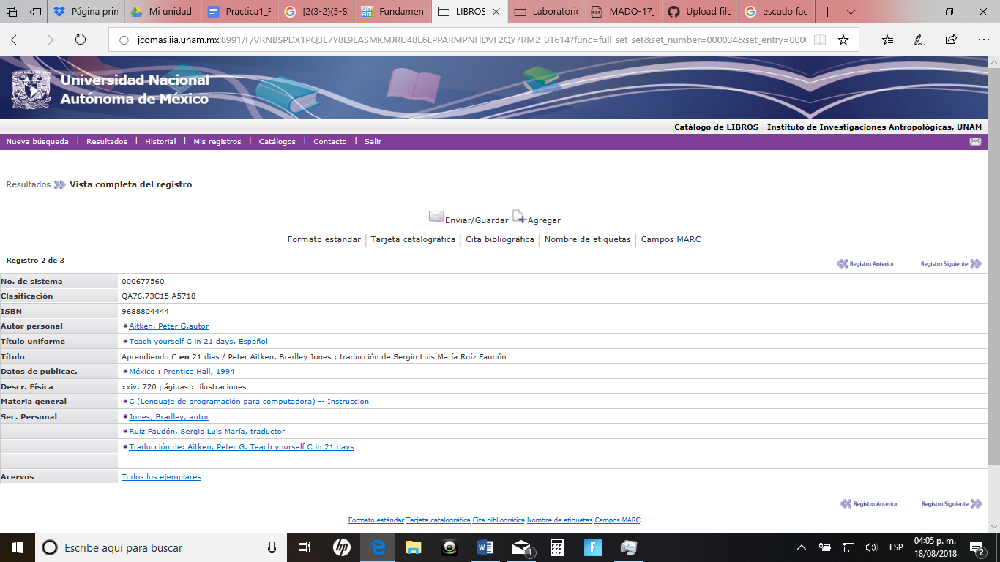 Página prin Mi unidad Practica1_F [2(3-2)(5-8 Fundamen LIBROS Laboratorio MADO-17_ Upload file escudo fac
jcomas.iia.unam.mx:8991/F/VRNBSPDX1PQ3E7Y8L9EASMKMJRU48E6LPPARMPNHDVF2QY7RM2-01614?func=full-set-set&set_number=000034&set_entry=000
Universidad Nacional
Autónoma de México
Catálogo de LIBROS - Instituto de Investigaciones Antropológicas, UNAM
Nueva búsqueda | Resultados | Historial | Mis registros | Catálogos | Contacto | Salir
Resultados Vista completa del registro
Enviar/Guardar Agregar
Formato estándar | Tarjeta catalográfica | Cita bibliográfica | Nombre de etiquetas | Campos MARC
Registro 2 de 3 Registro Anterior Registro Siguiente
No. de sistema 000677560
Clasificación QA76.73C15 A5718
ISBN 9688804444
Autor personal Aitken, Peter G.autor
Título uniforme Teach yourself C in 21 days. Español
Título Aprendiendo C en 21 dias / Peter Aitken, Bradley Jones ; traducción de Sergio Luis María Ruíz Faudón
Datos de publicac. México : Prentice Hall, 1994
Descr. Física xxiv, 720 páginas : ilustraciones
Materia general C (Lenguaje de programación para computadora) -- Instruccion
Sec. Personal Jones, Bradley, autor
Ruíz Faudón, Sergio Luis María, traductor
Traducción de: Aitken, Peter G. Teach yourself C in 21 days
Acervos Todos los ejemplares
Registro Anterior Registro Siguiente
Formato estándar Tarjeta catalográfica Cita bibliográfica Nombre de etiquetas Campos MARC
Escribe aquí para buscar
ESP 04:05 p. m.
18/08/2018